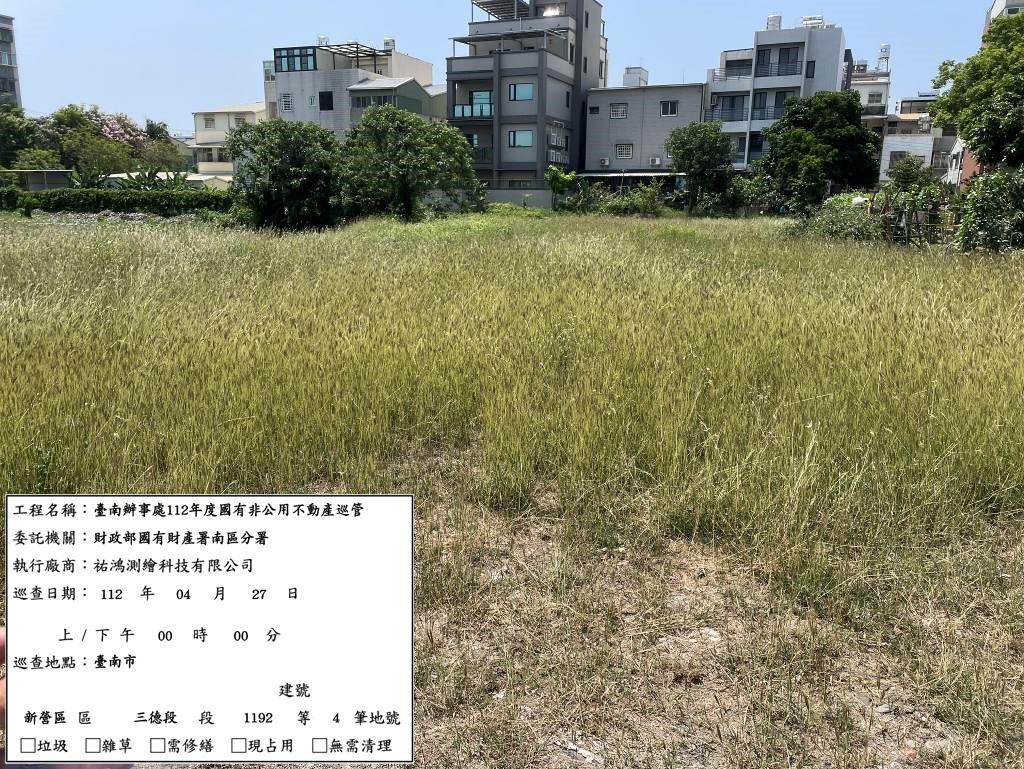 工程名稱：臺南辦事處112年度國有非公用不動產巡管
委託機關：財政部國有財產署南區分署
執行廠商：祐鴻測繪科技有限公司
巡查日期： 112 年 04 月 27 日
上 / 下 午 00 時 00 分
巡查地點：臺南市
建號
新營區 區 三德段 段 1192 等 4 筆地號
□垃圾 □雜草 □需修繕 □現占用 □無需清理